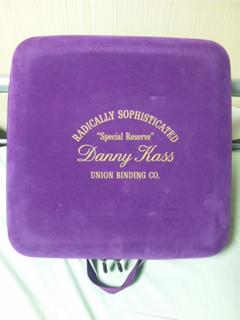 RADICALLY SOPHISTICATED
"Special Reserve"
Danny Kass
UNION BINDING CO.